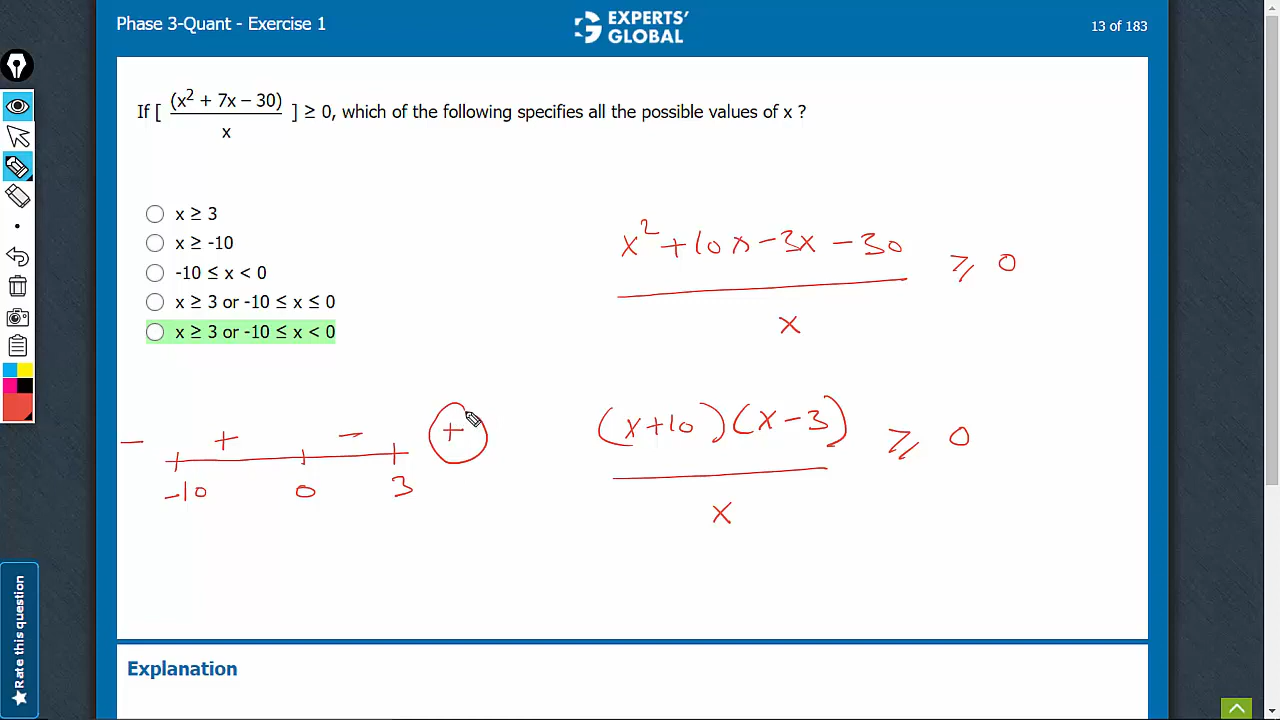 Phase 3-Quant - Exercise 1
EXPERTS'
GLOBAL
13 of 183
If [ (x² + 7x – 30) / x ] ≥ 0, which of the following specifies all the possible values of x ?
x ≥ 3
x ≥ -10
-10 ≤ x < 0
x ≥ 3 or -10 ≤ x ≤ 0
x ≥ 3 or -10 ≤ x < 0
x² + 10x - 3x - 30 ≥ 0
x
(x+10)(x-3) ≥ 0
x
- + - +
-10 0 3
Rate this question
Explanation